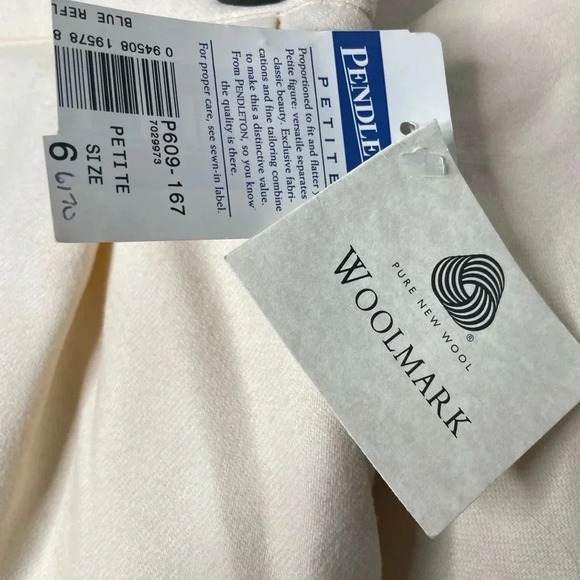 PENDLE
PETITE
Proportioned to fit and flatter
Petite figure: versatile separates
classic beauty. Exclusive fabri-
cations and fine tailoring combine
to make this a distinctive value.
From PENDLETON, so you know
the quality is there.
For proper care, see sewn-in label.
BLUE REFL
0 94508 19578 8
P609-167
7029973
PETITE
SIZE
6
6170
PURE NEW WOOL
®
WOOLMARK